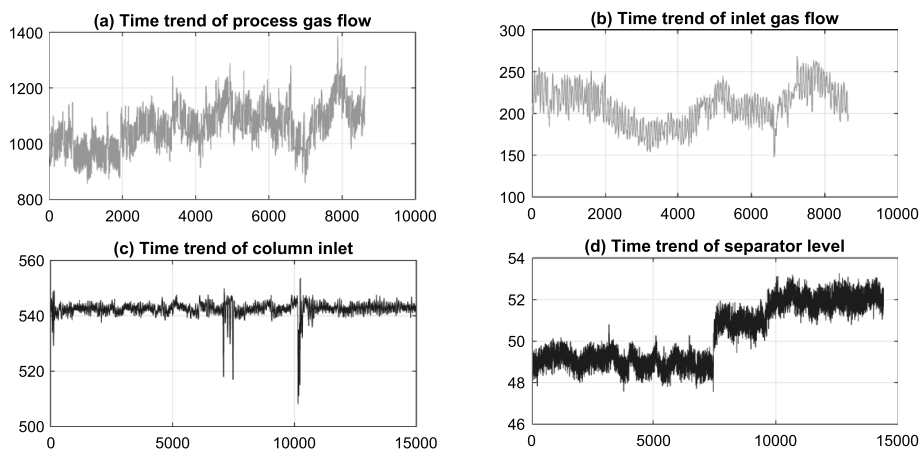 (a) Time trend of process gas flow
1400
1200
1000
800
0 2000 4000 6000 8000 10000
(b) Time trend of inlet gas flow
300
250
200
150
100
0 2000 4000 6000 8000 10000
(c) Time trend of column inlet
560
540
520
500
0 5000 10000 15000
(d) Time trend of separator level
54
52
50
48
46
0 5000 10000 15000